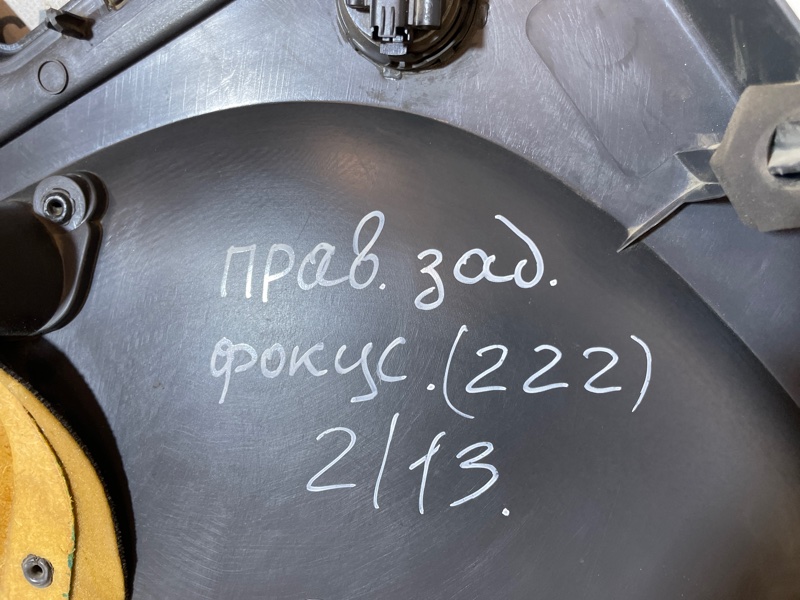 прав. зад.
фокус. (222)
2/13.